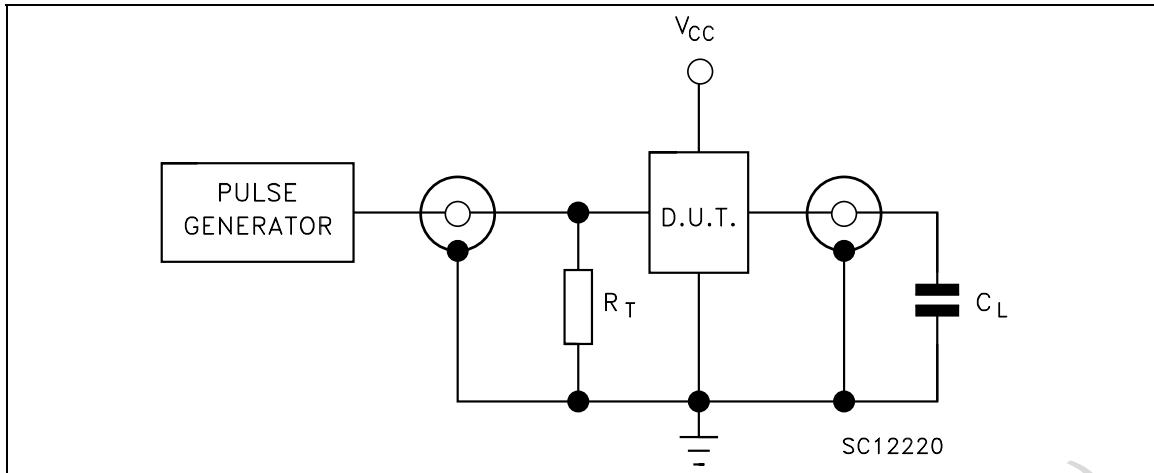 VCC
PULSE
GENERATOR
D.U.T.
RT
CL
SC12220